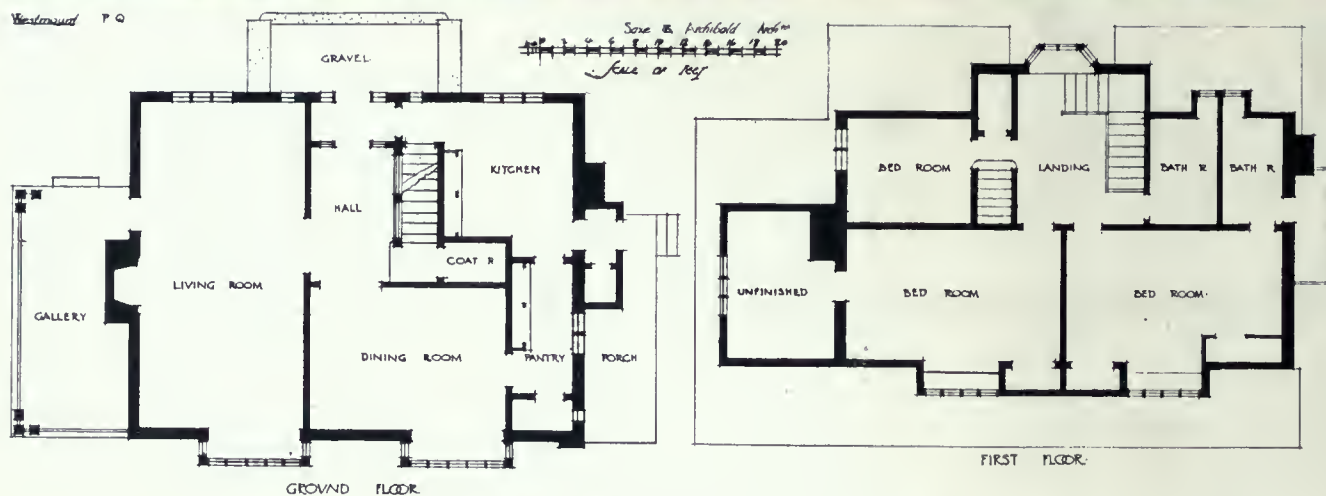 Westmount P Q
Saxe & Archibald Archts
SCALE OF FEET
GRAVEL
KITCHEN
HALL
COAT R
LIVING ROOM
GALLERY
DINING ROOM
PANTRY
PORCH
GROUND FLOOR
BED ROOM
LANDING
BATH R
BATH R
UNFINISHED
BED ROOM
BED ROOM
FIRST FLOOR